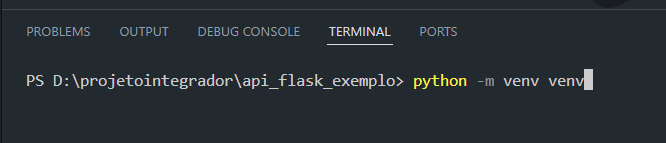 PROBLEMS OUTPUT DEBUG CONSOLE TERMINAL PORTS
PS D:\projetointegrador\api_flask_exemplo> python -m venv venv